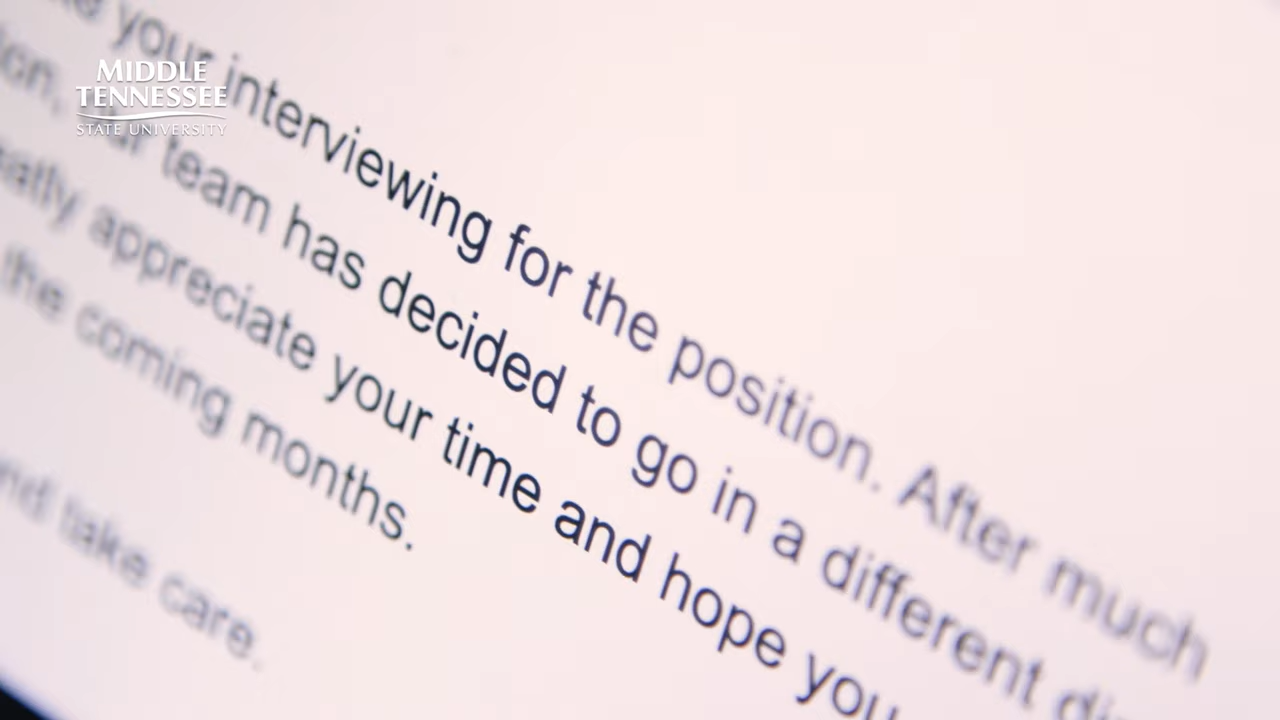 MIDDLE
TENNESSEE
STATE UNIVERSITY
your interviewing for the position. After much
team has decided to go in a different
appreciate your time and hope you
the coming months.
take care.